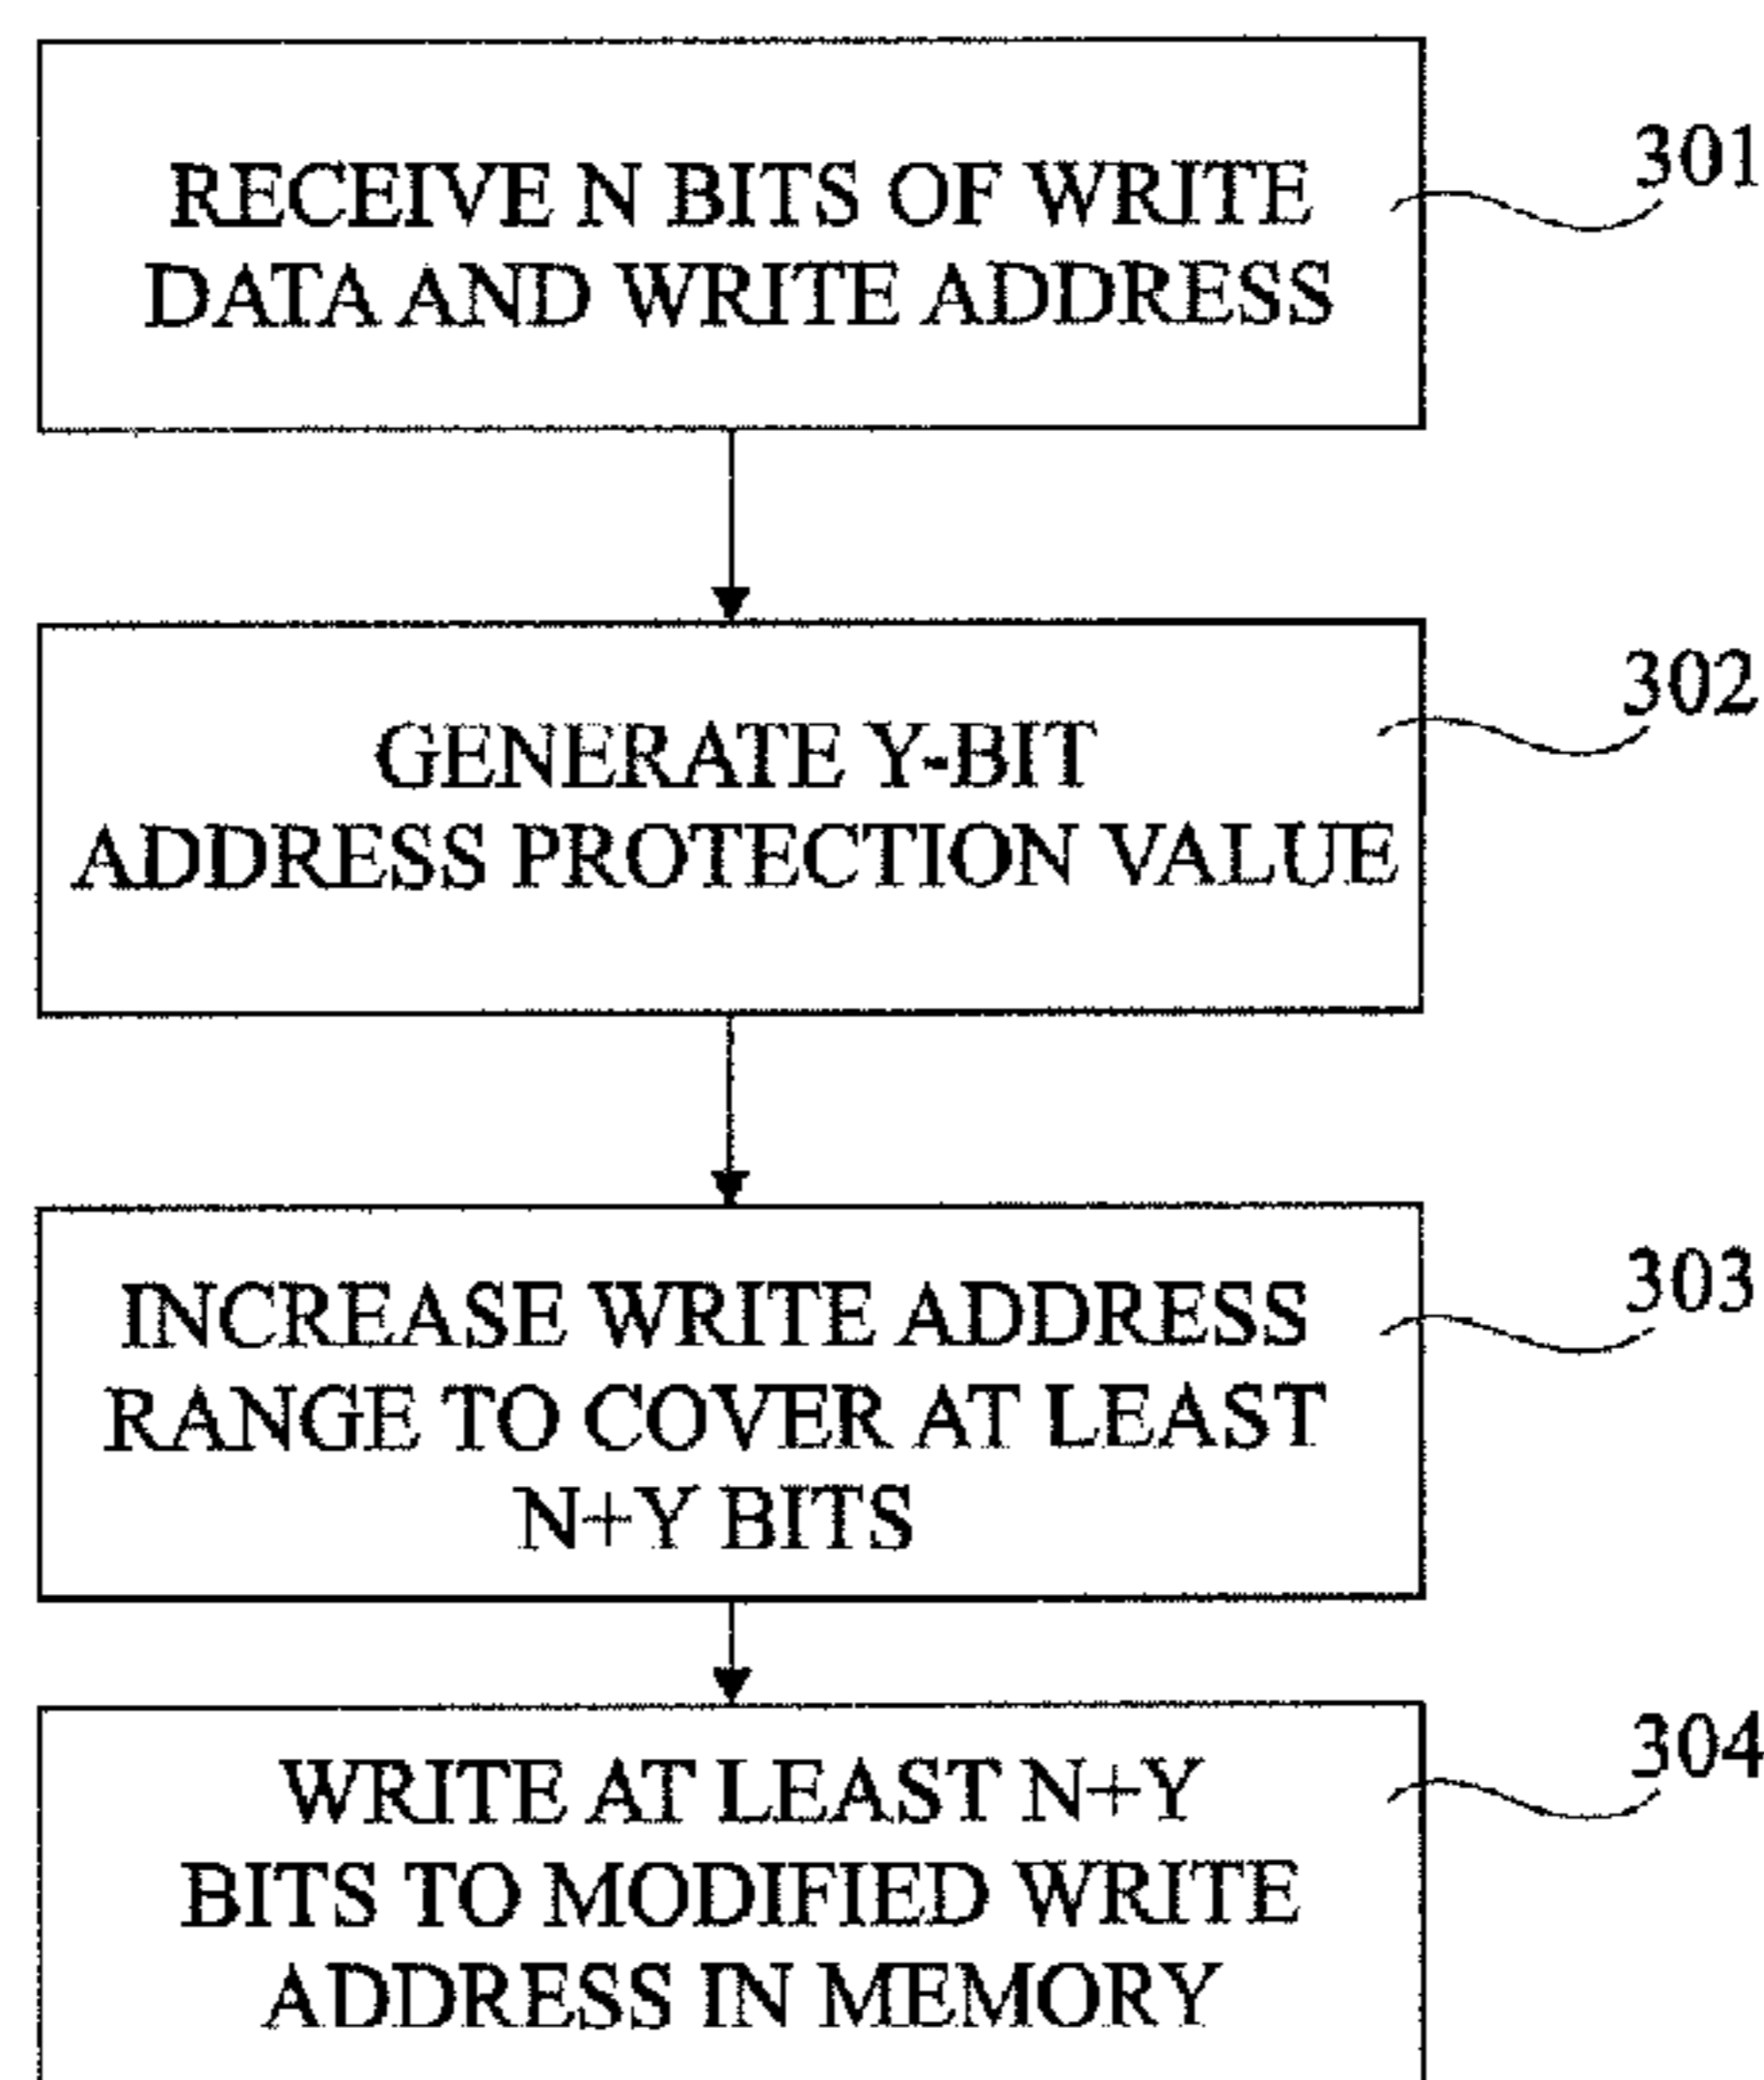 RECEIVE N BITS OF WRITE
DATA AND WRITE ADDRESS
301
GENERATE Y-BIT
ADDRESS PROTECTION VALUE
302
INCREASE WRITE ADDRESS
RANGE TO COVER AT LEAST
N+Y BITS
303
WRITE AT LEAST N+Y
BITS TO MODIFIED WRITE
ADDRESS IN MEMORY
304